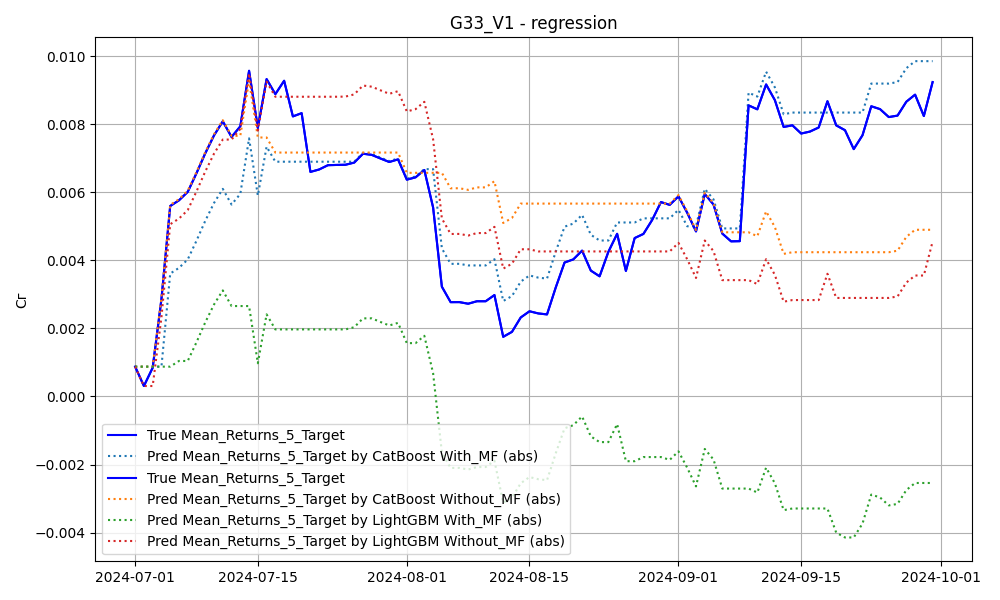 G33_V1 - regression
Cr
0.010
0.008
0.006
0.004
0.002
0.000
−0.002
−0.004
True Mean_Returns_5_Target
Pred Mean_Returns_5_Target by CatBoost With_MF (abs)
True Mean_Returns_5_Target
Pred Mean_Returns_5_Target by CatBoost Without_MF (abs)
Pred Mean_Returns_5_Target by LightGBM With_MF (abs)
Pred Mean_Returns_5_Target by LightGBM Without_MF (abs)
2024-07-01 2024-07-15 2024-08-01 2024-08-15 2024-09-01 2024-09-15 2024-10-01